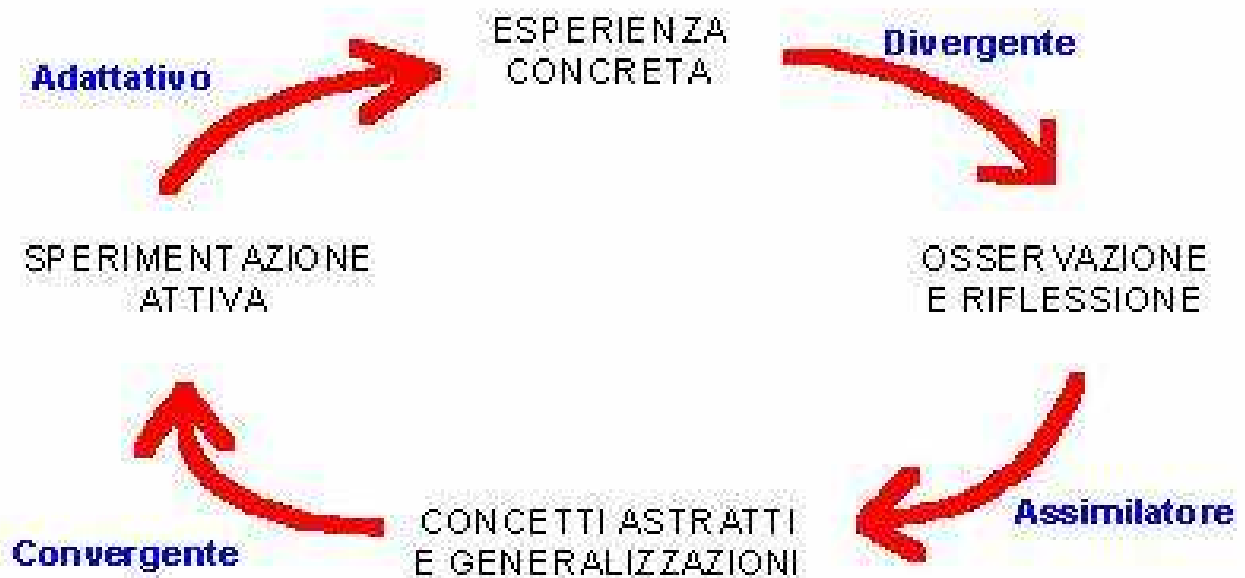 ESPERIENZA
CONCRETA
Divergente
Adattativo
SPERIMENTAZIONE
ATTIVA
OSSERVAZIONE
E RIFLESSIONE
Assimilatore
CONCETTI ASTRATTI
E GENERALIZZAZIONI
Convergente